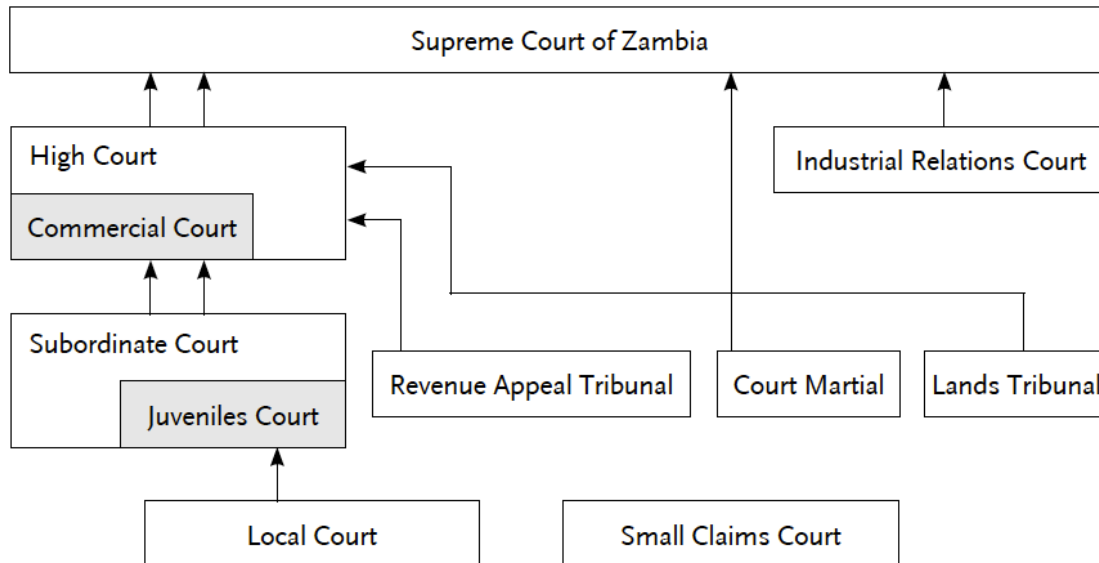 Supreme Court of Zambia
High Court
Industrial Relations Court
Commercial Court
Subordinate Court
Revenue Appeal Tribunal
Court Martial
Lands Tribunal
Juveniles Court
Local Court
Small Claims Court